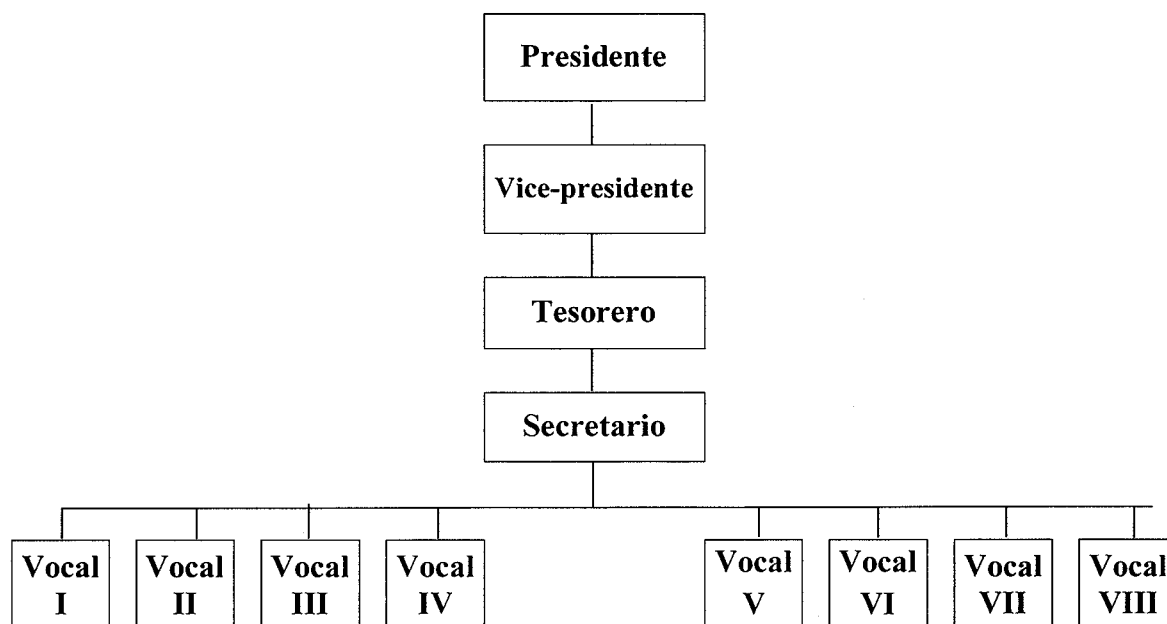 Presidente
Vice-presidente
Tesorero
Secretario
Vocal I
Vocal II
Vocal III
Vocal IV
Vocal V
Vocal VI
Vocal VII
Vocal VIII